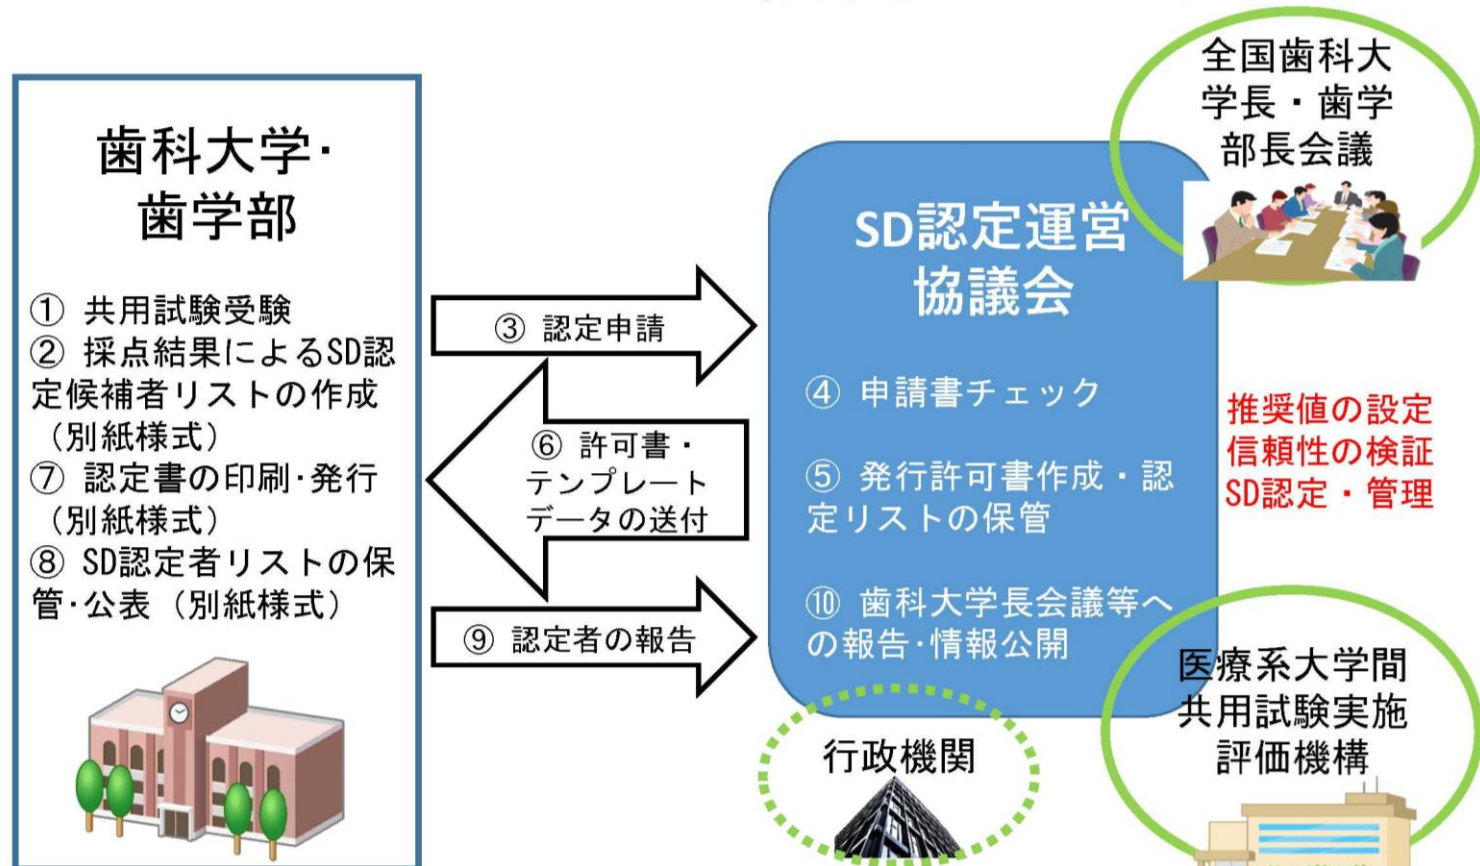 歯科大学･
歯学部
① 共用試験受験
② 採点結果によるSD認
定候補者リストの作成
（別紙様式）
⑦ 認定書の印刷･発行
（別紙様式）
⑧ SD認定者リストの保
管･公表（別紙様式）
③ 認定申請
⑥ 許可書・
テンプレート
データの送付
⑨ 認定者の報告
SD認定運営
協議会
④ 申請書チェック
⑤ 発行許可書作成・認
定リストの保管
⑩ 歯科大学長会議等へ
の報告･情報公開
全国歯科大
学長・歯学
部長会議
推奨値の設定
信頼性の検証
SD認定・管理
行政機関
医療系大学間
共用試験実施
評価機構